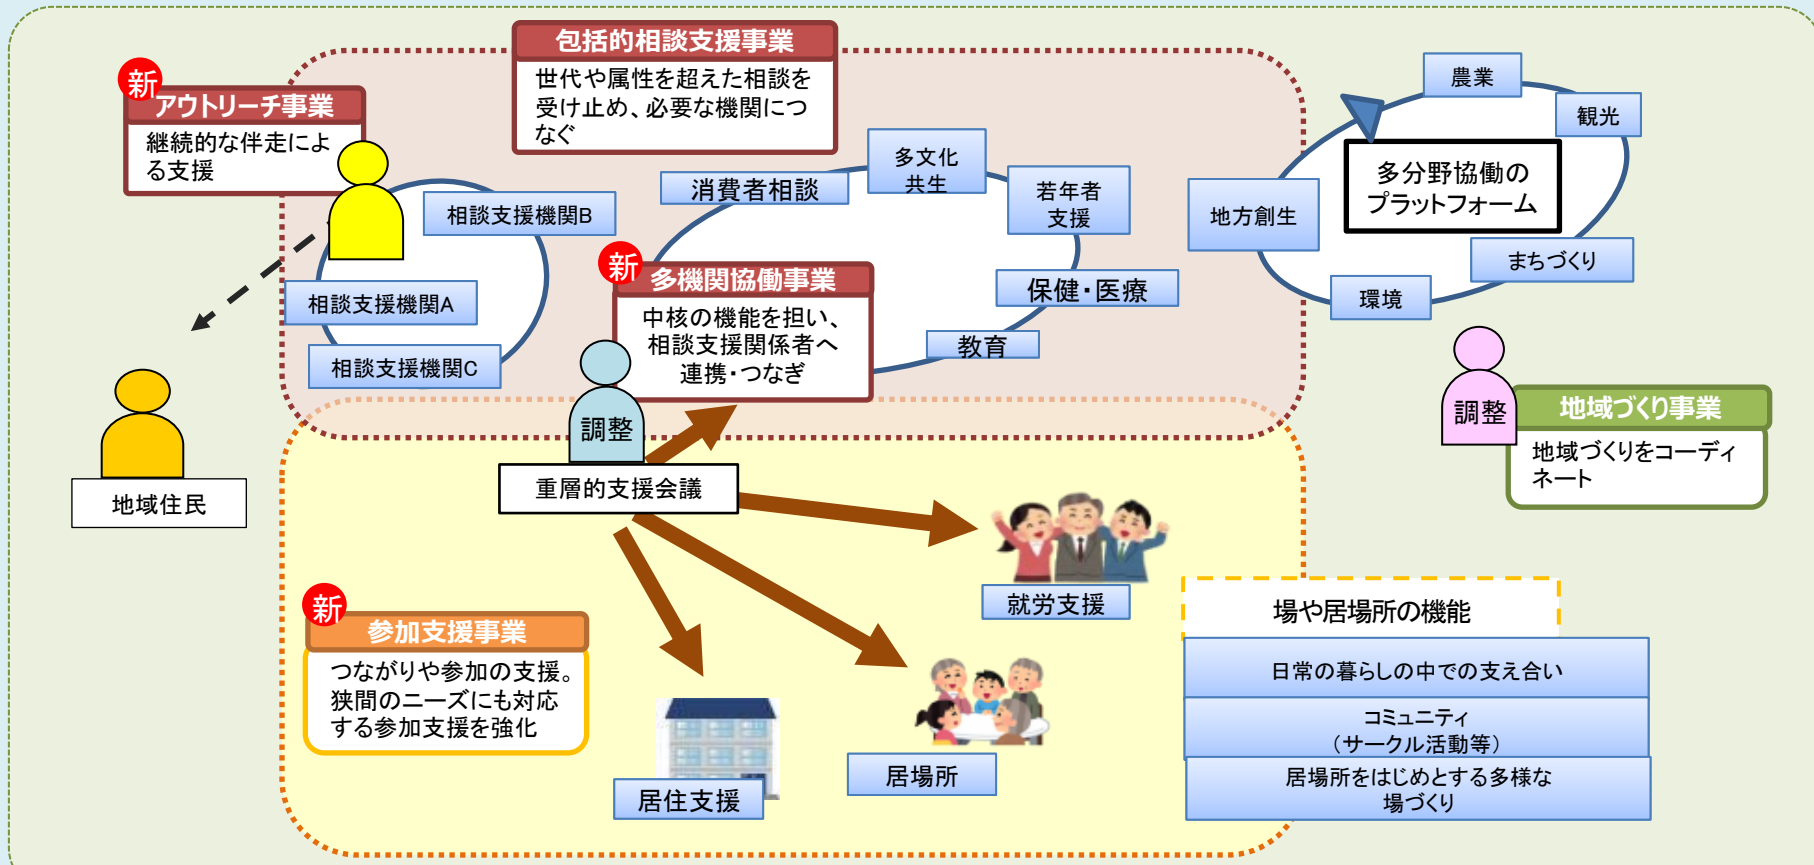 包括的相談支援事業
世代や属性を超えた相談を
受け止め、必要な機関につ
なぐ
新
アウトリーチ事業
継続的な伴走によ
る支援
相談支援機関B
相談支援機関A
相談支援機関C
消費者相談
多文化
共生
若年者
支援
保健・医療
教育
新
多機関協働事業
中核の機能を担い、
相談支援関係者へ
連携・つなぎ
調整
重層的支援会議
農業
観光
多分野協働の
プラットフォーム
地方創生
まちづくり
環境
調整
地域づくり事業
地域づくりをコーディ
ネート
地域住民
新
参加支援事業
つながりや参加の支援。
狭間のニーズにも対応
する参加支援を強化
就労支援
居場所
居住支援
場や居場所の機能
日常の暮らしの中での支え合い
コミュニティ
(サークル活動等)
居場所をはじめとする多様な
場づくり